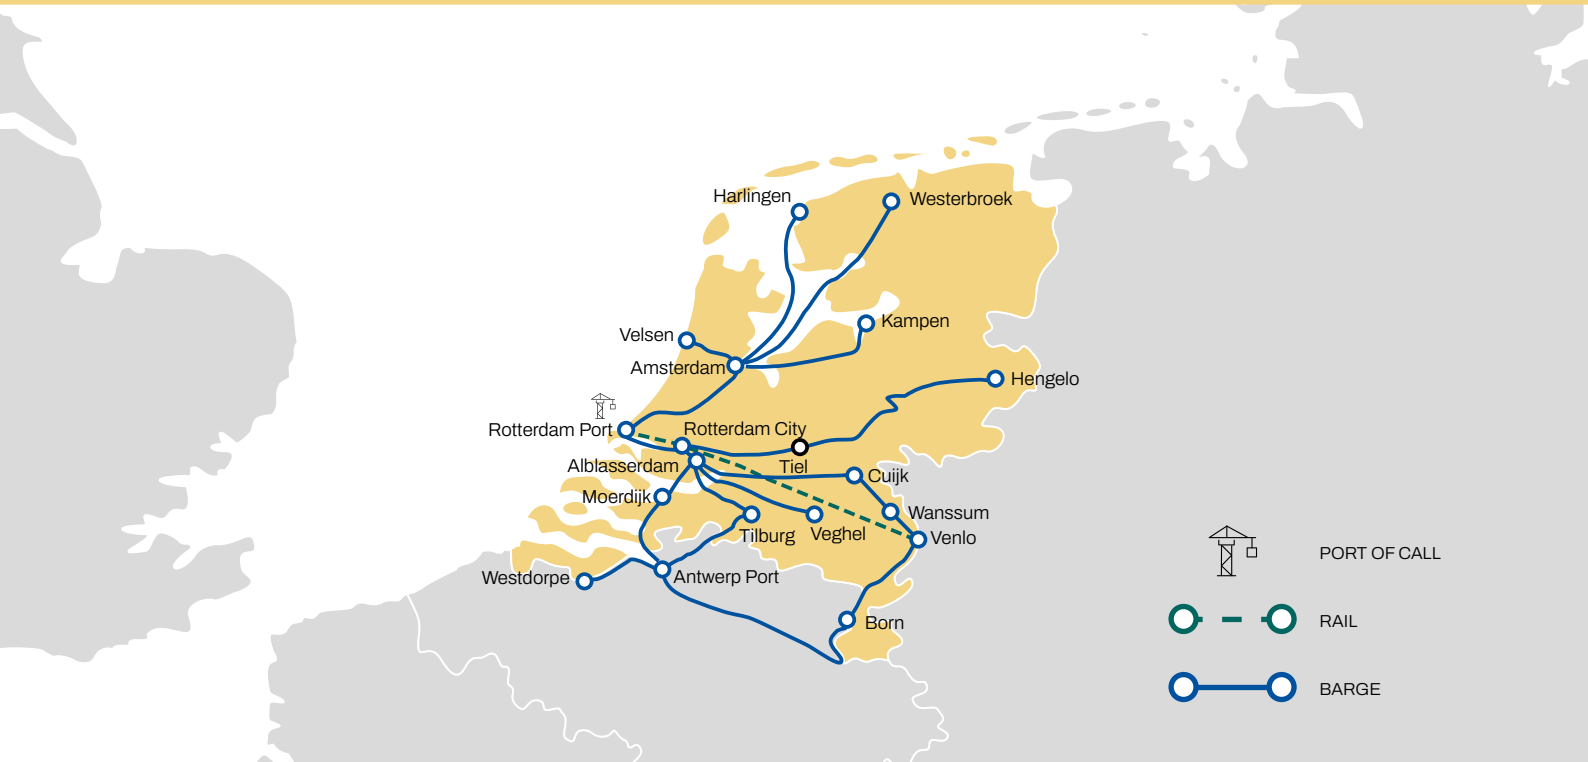 Harlingen
Westerbroek
Velsen
Kampen
Amsterdam
Hengelo
Rotterdam Port
Rotterdam City
Alblasserdam
Tiel
Cuijk
Moerdijk
Wanssum
Tilburg
Veghel
Venlo
Westdorpe
Antwerp Port
Born
PORT OF CALL
RAIL
BARGE